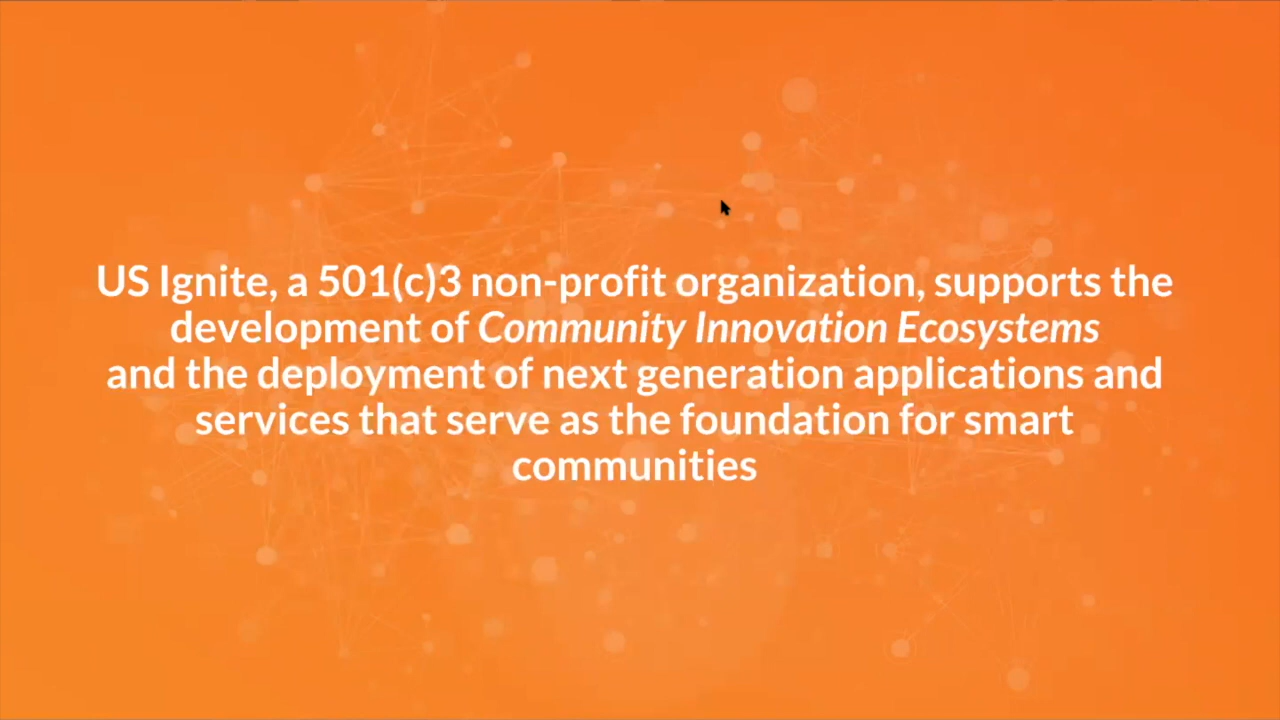 US Ignite, a 501(c)3 non-profit organization, supports the
development of Community Innovation Ecosystems
and the deployment of next generation applications and
services that serve as the foundation for smart
communities